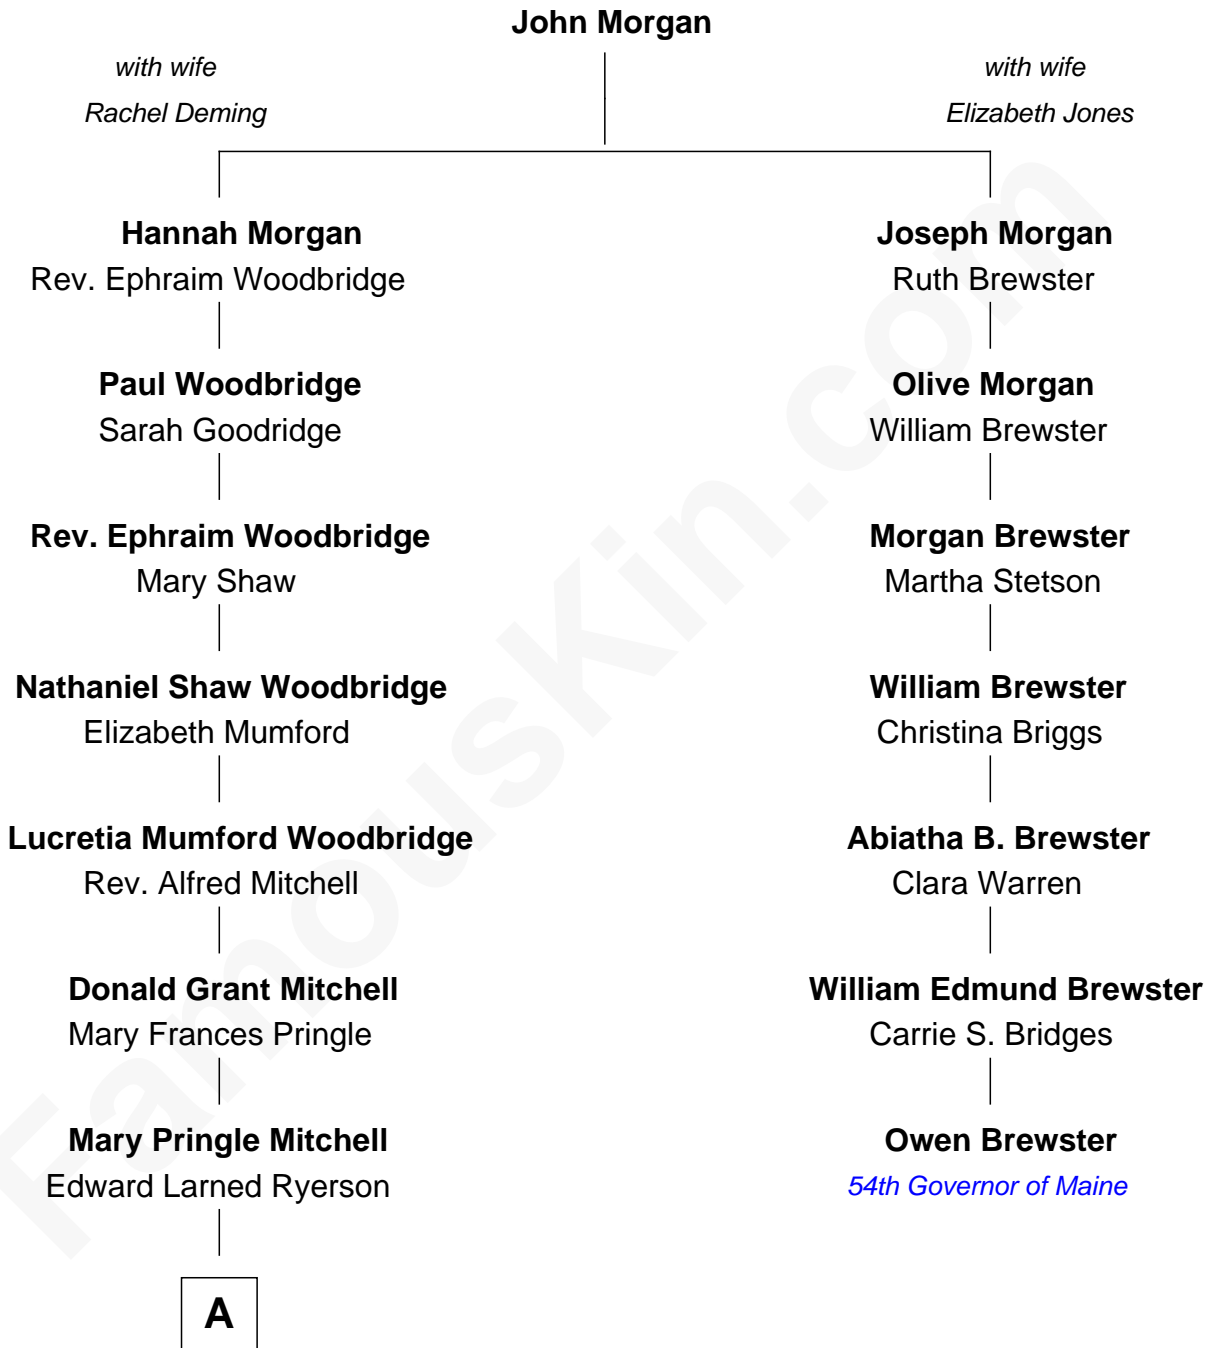 John Morgan
with wife
Rachel Deming
with wife
Elizabeth Jones
Hannah Morgan
Rev. Ephraim Woodbridge
Joseph Morgan
Ruth Brewster
Paul Woodbridge
Sarah Goodridge
Olive Morgan
William Brewster
Rev. Ephraim Woodbridge
Mary Shaw
Morgan Brewster
Martha Stetson
Nathaniel Shaw Woodbridge
Elizabeth Mumford
William Brewster
Christina Briggs
Lucretia Mumford Woodbridge
Rev. Alfred Mitchell
Abiatha B. Brewster
Clara Warren
Donald Grant Mitchell
Mary Frances Pringle
William Edmund Brewster
Carrie S. Bridges
Mary Pringle Mitchell
Edward Larned Ryerson
Owen Brewster
54th Governor of Maine
A
FamousKin.com